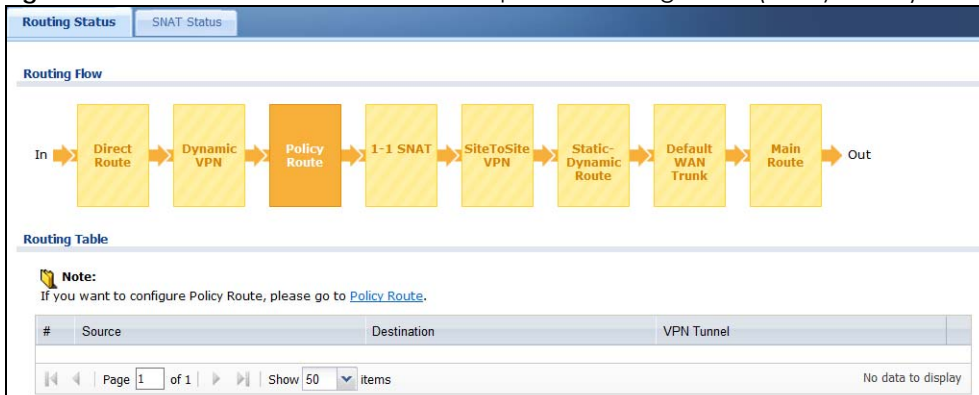 Routing Status SNAT Status
Routing Flow
In Direct Route Dynamic VPN Policy Route 1-1 SNAT SiteToSite VPN Static-Dynamic Route Default WAN Trunk Main Route Out
Routing Table
Note:
If you want to configure Policy Route, please go to Policy Route.
# Source Destination VPN Tunnel
Page 1 of 1 Show 50 items No data to display